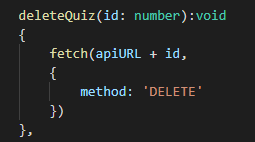 deleteQuiz(id: number):void
{
fetch(apiURL + id,
{
method: 'DELETE'
})
},